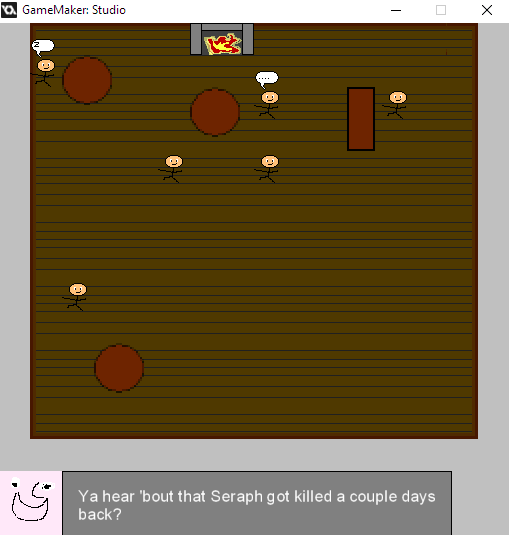 GameMaker: Studio
z
....
Ya hear 'bout that Seraph got killed a couple days
back?